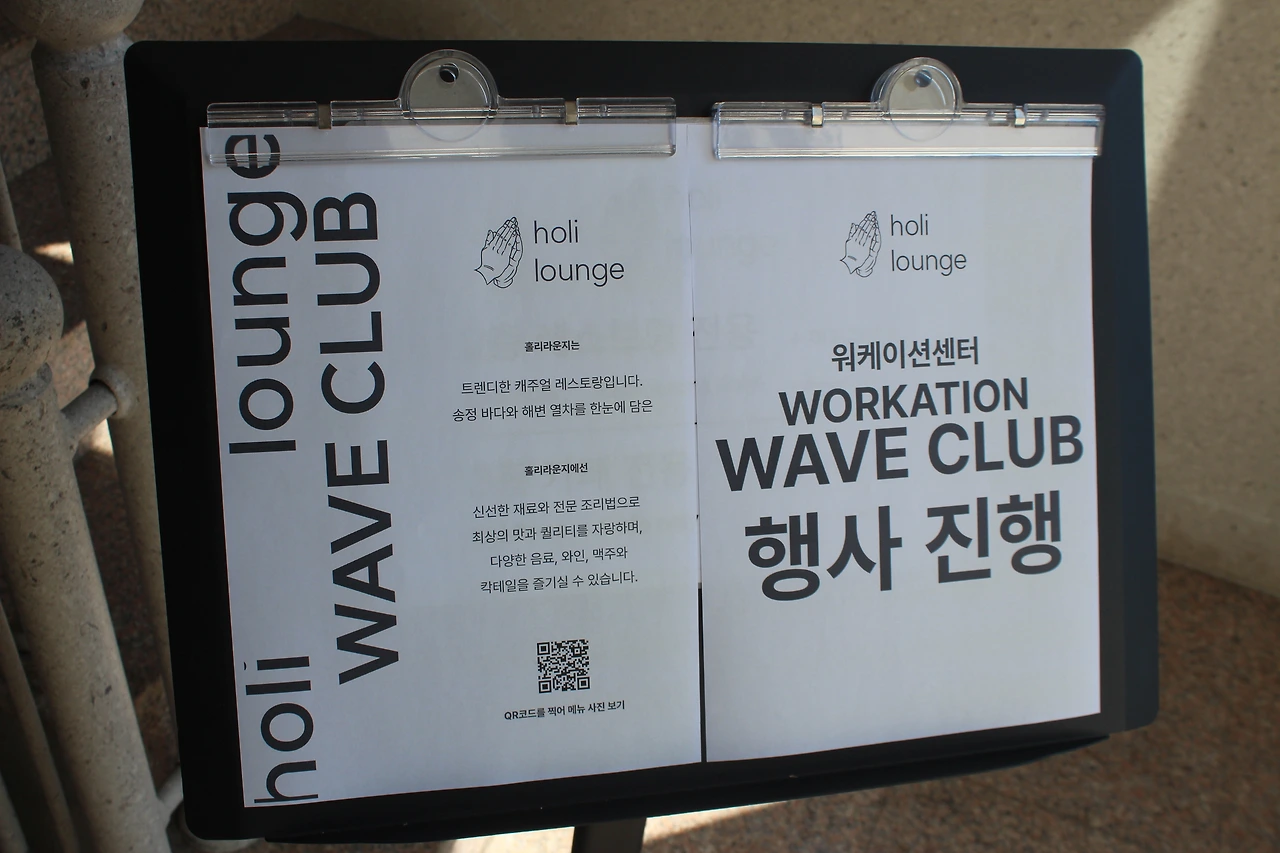 holi lounge
WAVE CLUB
holi
lounge
홀리라운지는
트렌디한 캐주얼 레스토랑입니다.
송정 바다와 해변 열차를 한눈에 담은
홀리라운지에선
신선한 재료와 전문 조리법으로
최상의 맛과 퀄리티를 자랑하며,
다양한 음료, 와인, 맥주와
칵테일을 즐기실 수 있습니다.
QR코드를 찍어 메뉴 사진 보기
holi
lounge
워케이션센터
WORKATION
WAVE CLUB
행사 진행